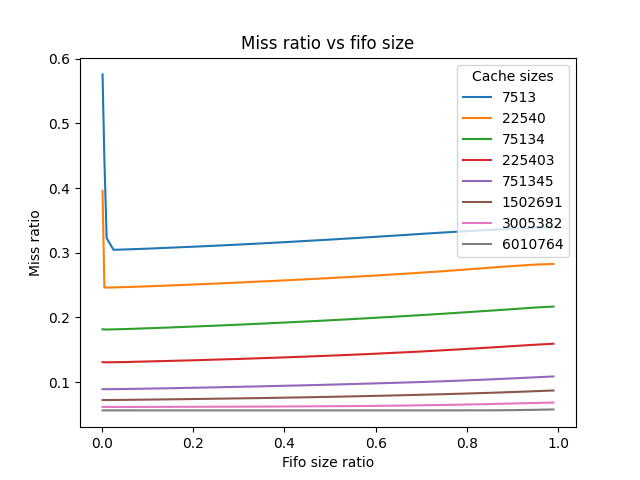 Miss ratio vs fifo size
Cache sizes
7513
22540
75134
225403
751345
1502691
3005382
6010764
Miss ratio
0.6
0.5
0.4
0.3
0.2
0.1
0.0 0.2 0.4 0.6 0.8 1.0
Fifo size ratio